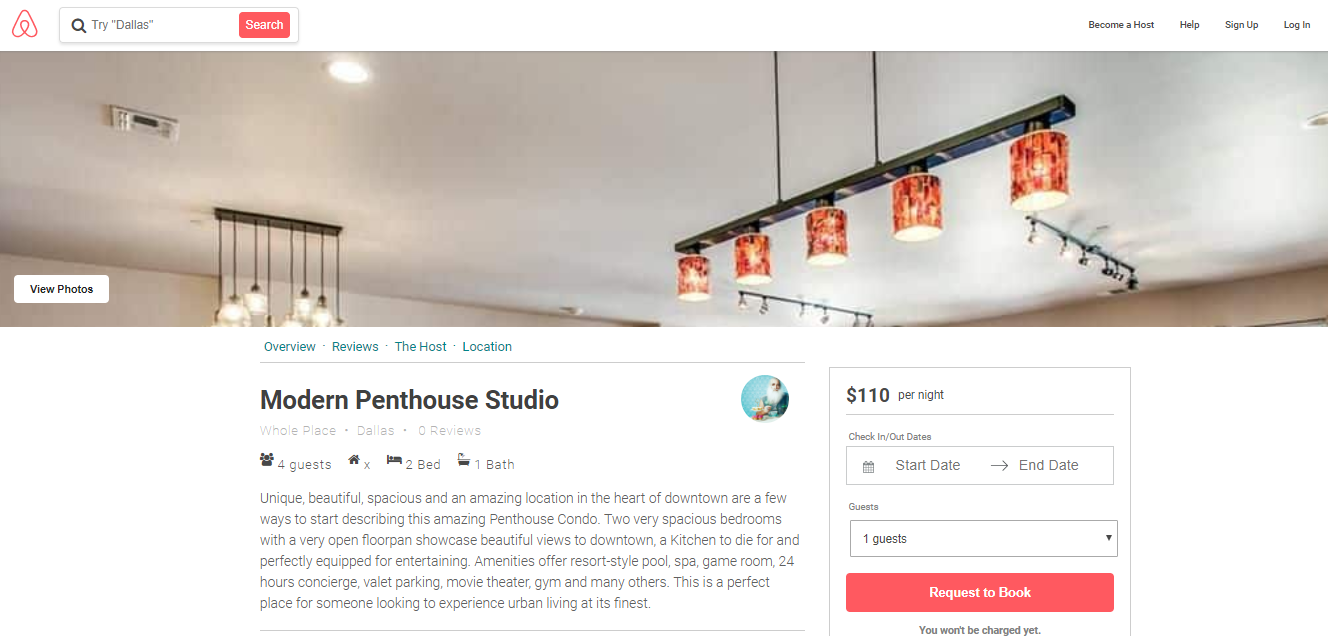 Try "Dallas"
Search
Become a Host
Help
Sign Up
Log In
View Photos
Overview · Reviews · The Host · Location
Modern Penthouse Studio
Whole Place • Dallas • 0 Reviews
4 guests x 2 Bed 1 Bath
Unique, beautiful, spacious and an amazing location in the heart of downtown are a few
ways to start describing this amazing Penthouse Condo. Two very spacious bedrooms
with a very open floorpan showcase beautiful views to downtown, a Kitchen to die for and
perfectly equipped for entertaining. Amenities offer resort-style pool, spa, game room, 24
hours concierge, valet parking, movie theater, gym and many others. This is a perfect
place for someone looking to experience urban living at its finest.
$110 per night
Check In/Out Dates
Start Date → End Date
Guests
1 guests
Request to Book
You won't be charged yet.